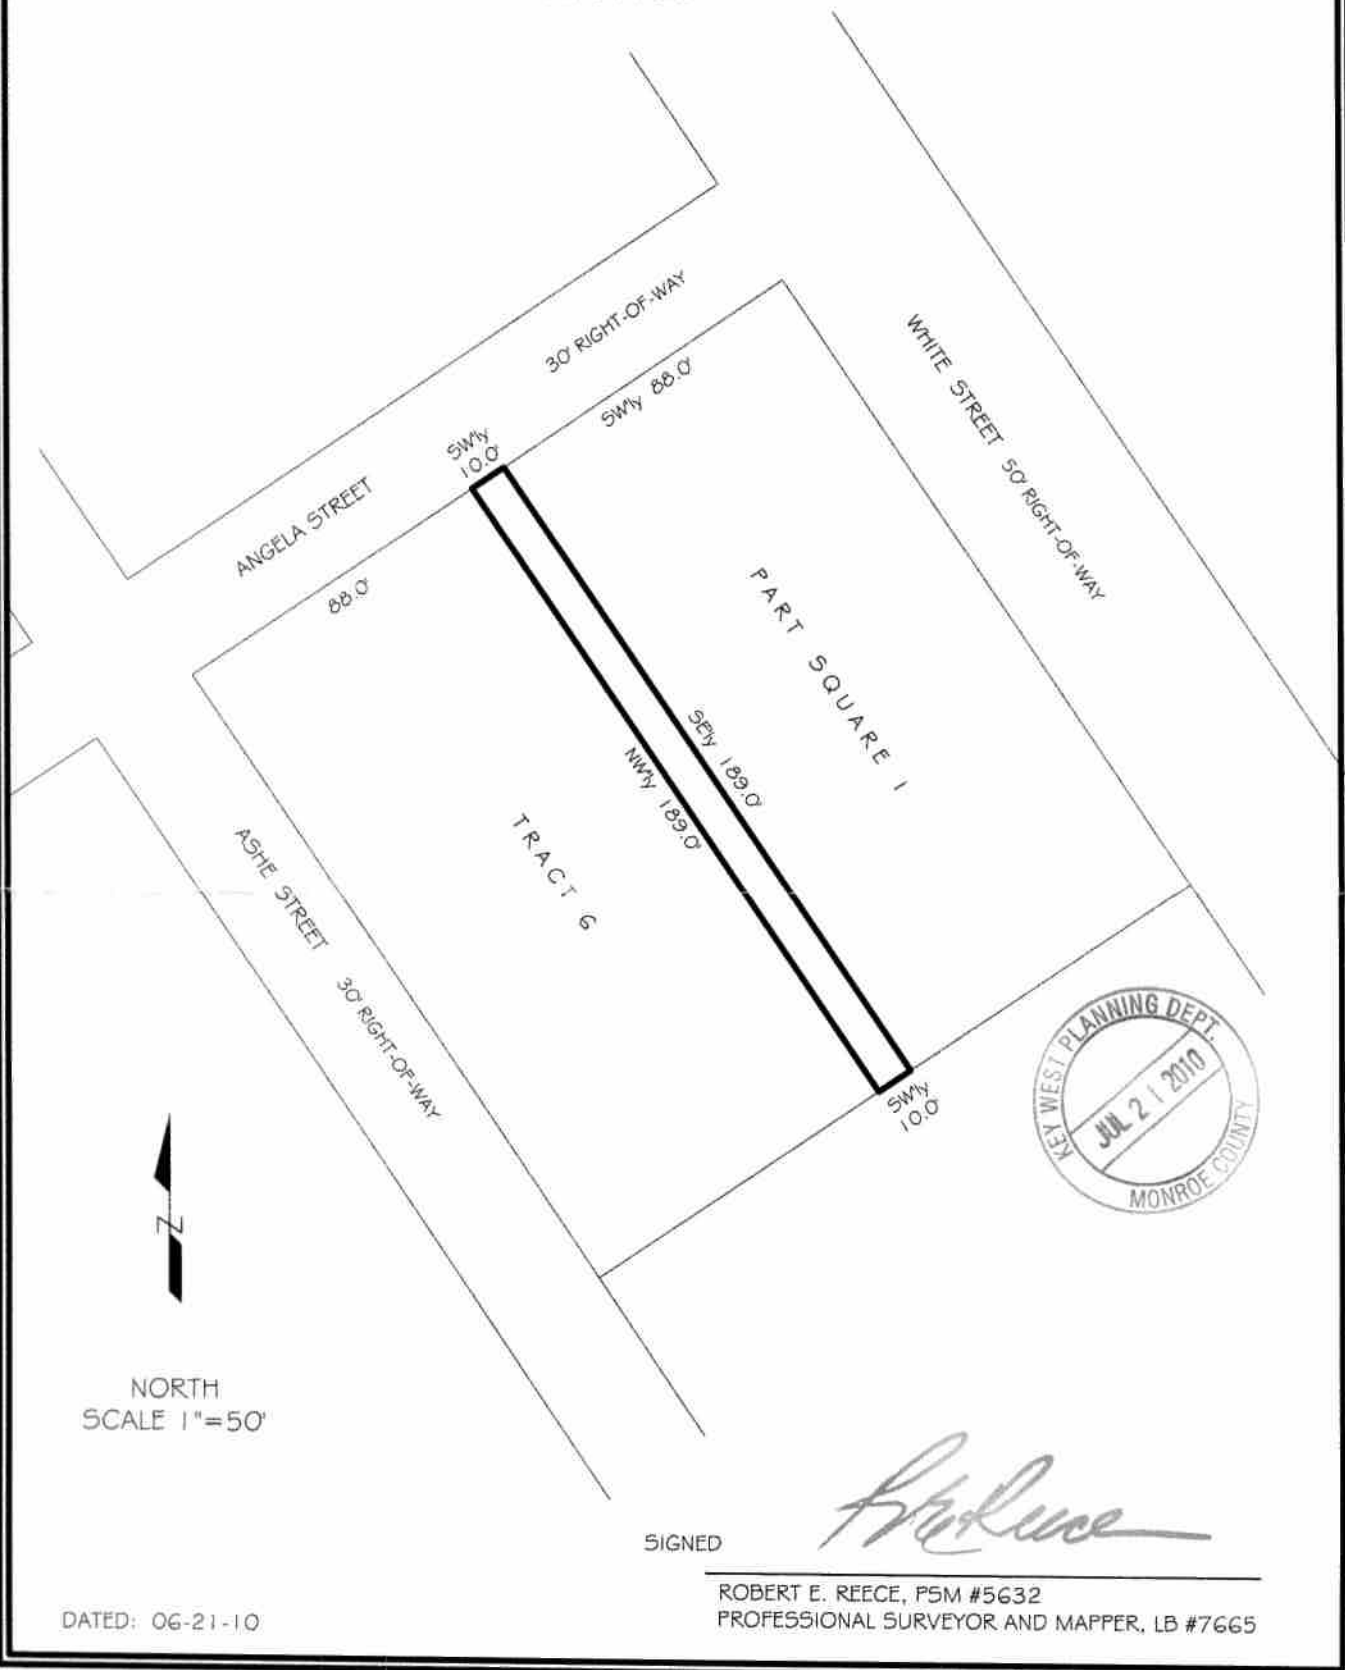 30' RIGHT-OF-WAY
WHITE STREET 50' RIGHT-OF-WAY
SW'ly 88.0'
SW'ly
10.0'
ANGELA STREET
88.0'
PART SQUARE 1
SE'ly 189.0'
NW'ly 189.0'
TRACT 6
ASHE STREET 30' RIGHT-OF-WAY
SW'ly
10.0'
KEY WEST PLANNING DEPT.
JUL 21 2010
MONROE COUNTY
N
NORTH
SCALE 1"=50'
SIGNED
ROBERT E. REECE, PSM #5632
PROFESSIONAL SURVEYOR AND MAPPER, LB #7665
DATED: 06-21-10